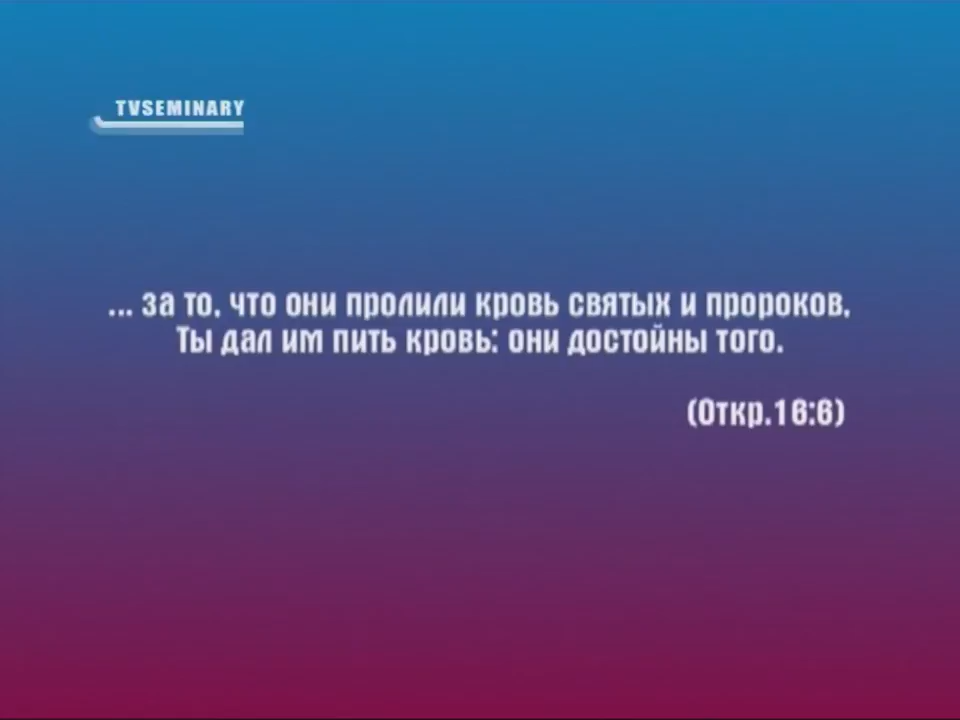 TVSEMINARY
... за то, что они пролили кровь святых и пророков,
Ты дал им пить кровь: они достойны того.
(Откр.16:6)